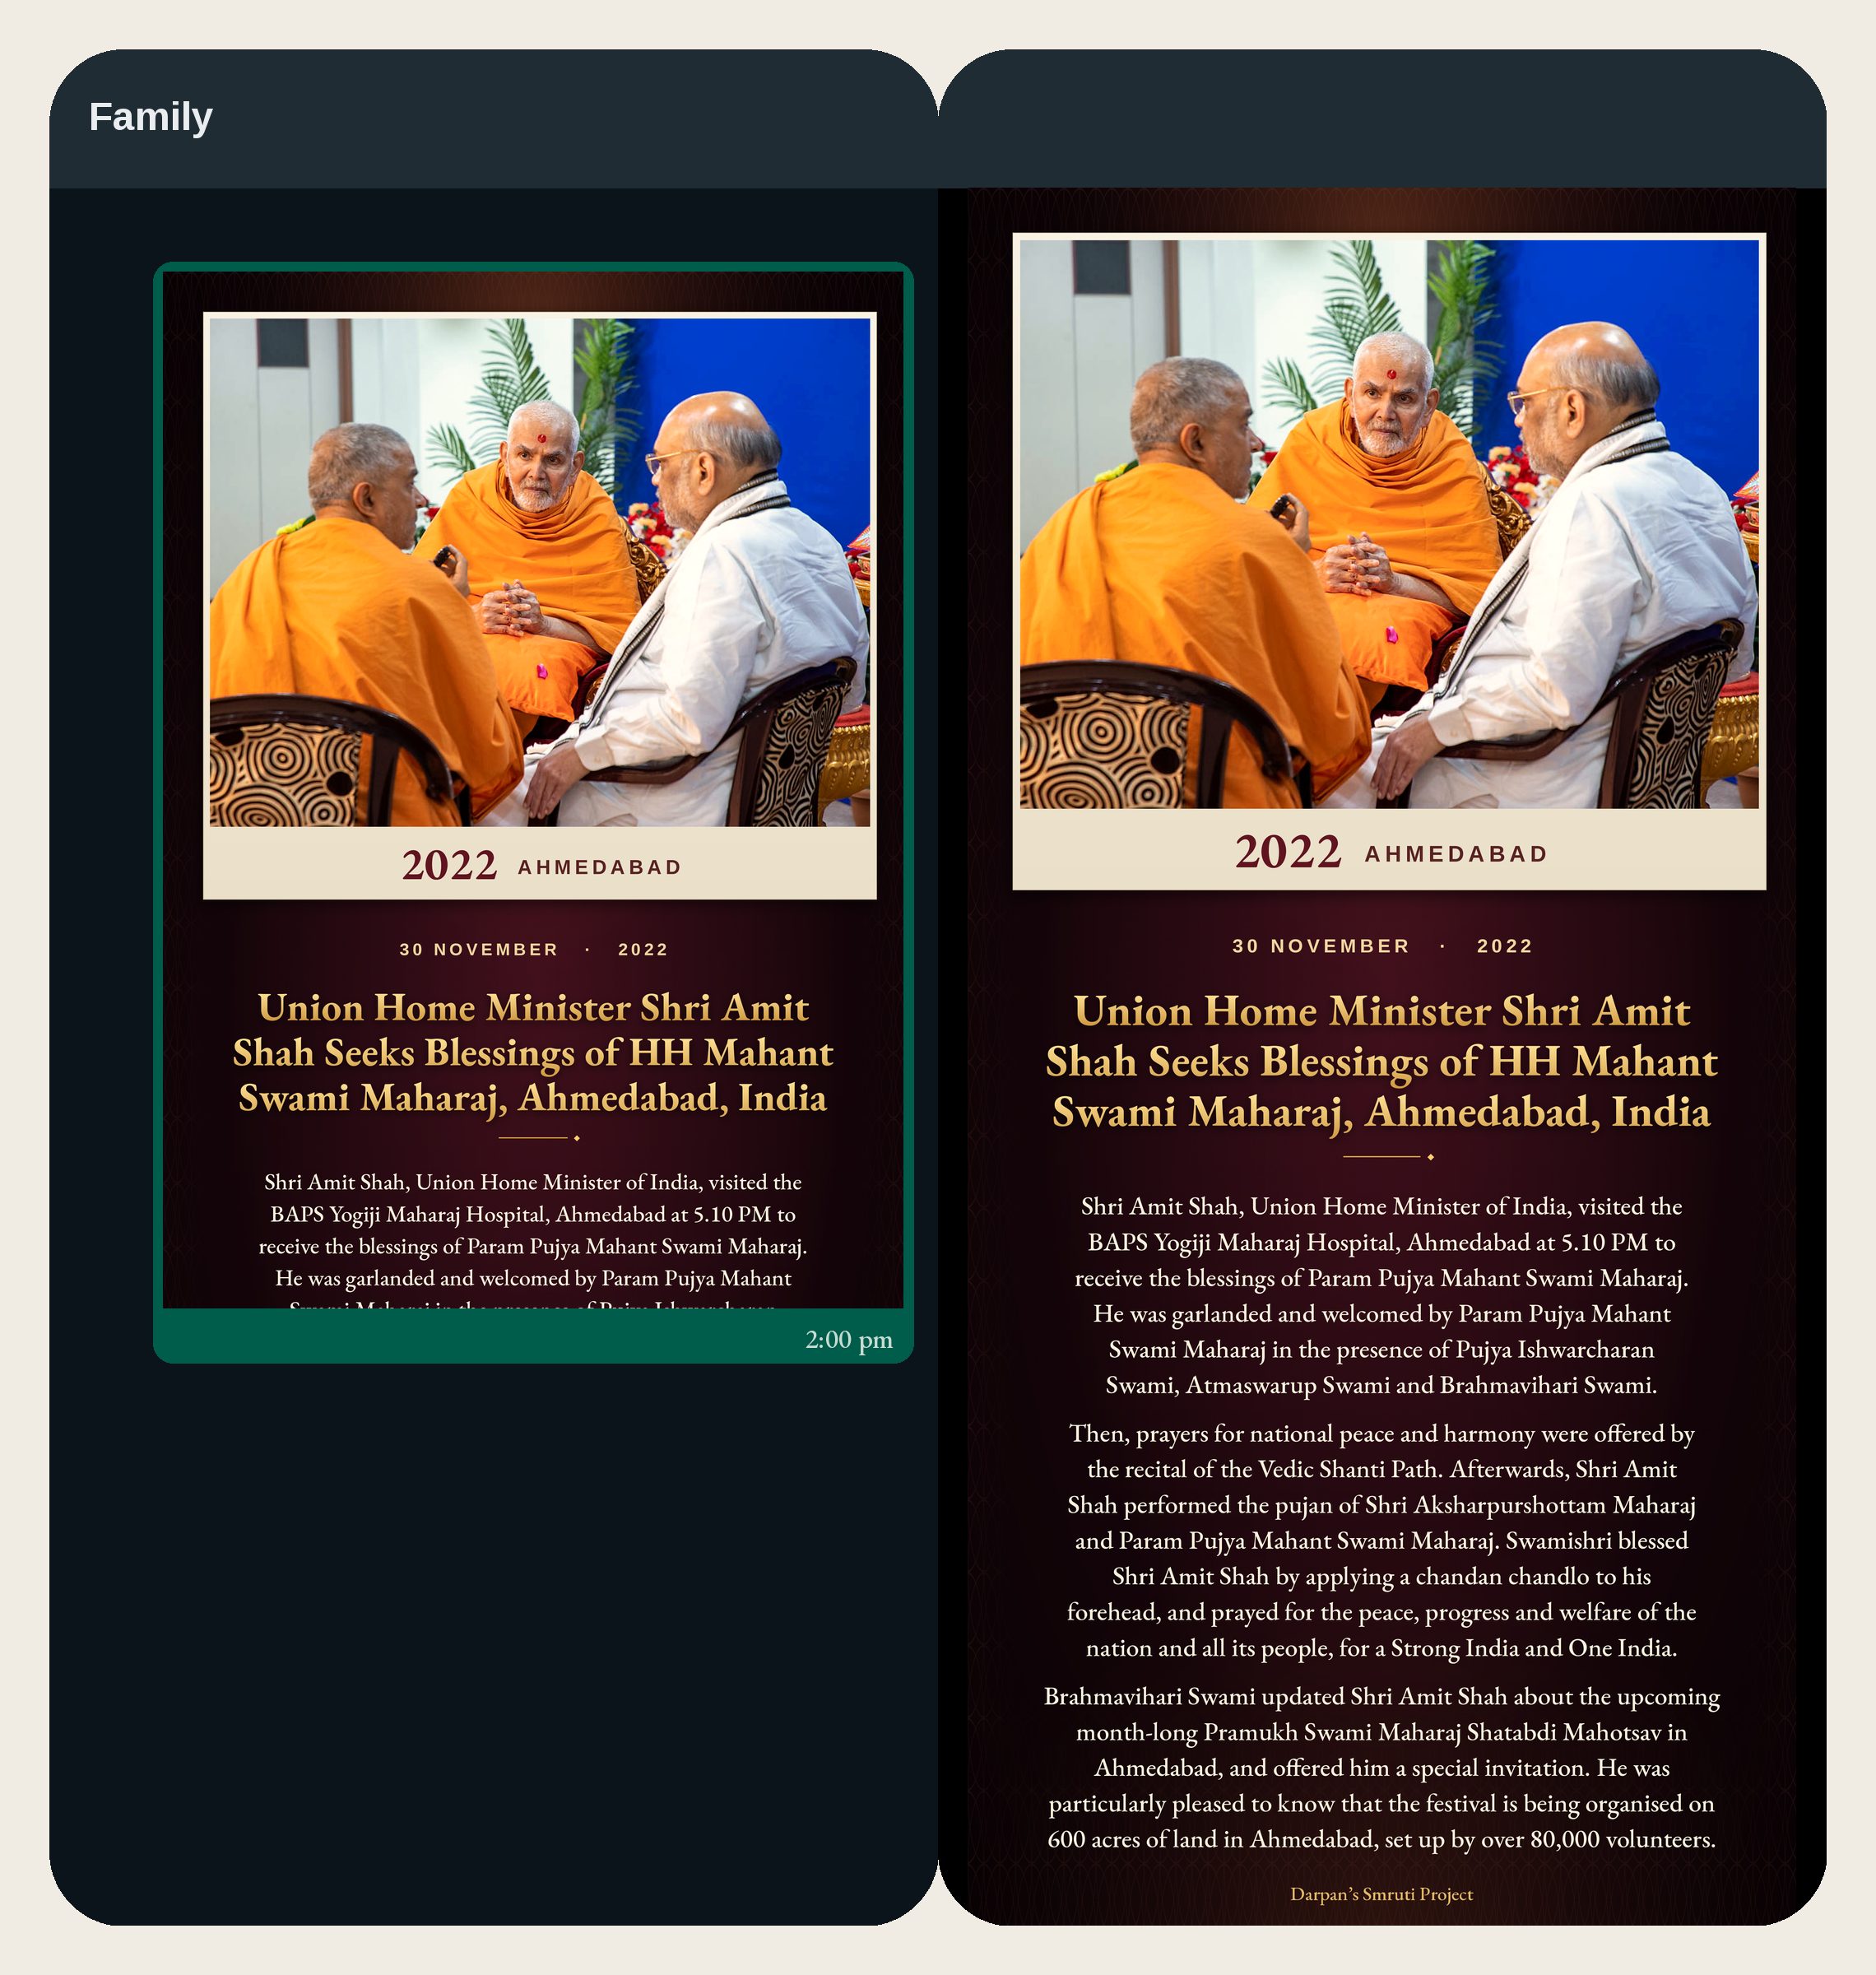 Family
2022 AHMEDABAD
30 NOVEMBER · 2022
Union Home Minister Shri Amit
Shah Seeks Blessings of HH Mahant
Swami Maharaj, Ahmedabad, India
Shri Amit Shah, Union Home Minister of India, visited the
BAPS Yogiji Maharaj Hospital, Ahmedabad at 5.10 PM to
receive the blessings of Param Pujya Mahant Swami Maharaj.
He was garlanded and welcomed by Param Pujya Mahant
Swami Maharaj in the presence of Pujya Ishwarcharan
2:00 pm
2022 AHMEDABAD
30 NOVEMBER · 2022
Union Home Minister Shri Amit
Shah Seeks Blessings of HH Mahant
Swami Maharaj, Ahmedabad, India
Shri Amit Shah, Union Home Minister of India, visited the
BAPS Yogiji Maharaj Hospital, Ahmedabad at 5.10 PM to
receive the blessings of Param Pujya Mahant Swami Maharaj.
He was garlanded and welcomed by Param Pujya Mahant
Swami Maharaj in the presence of Pujya Ishwarcharan
Swami, Atmaswarup Swami and Brahmavihari Swami.
Then, prayers for national peace and harmony were offered by
the recital of the Vedic Shanti Path. Afterwards, Shri Amit
Shah performed the pujan of Shri Aksharpurshottam Maharaj
and Param Pujya Mahant Swami Maharaj. Swamishri blessed
Shri Amit Shah by applying a chandan chandlo to his
forehead, and prayed for the peace, progress and welfare of the
nation and all its people, for a Strong India and One India.
Brahmavihari Swami updated Shri Amit Shah about the upcoming
month-long Pramukh Swami Maharaj Shatabdi Mahotsav in
Ahmedabad, and offered him a special invitation. He was
particularly pleased to know that the festival is being organised on
600 acres of land in Ahmedabad, set up by over 80,000 volunteers.
Darpan’s Smruti Project